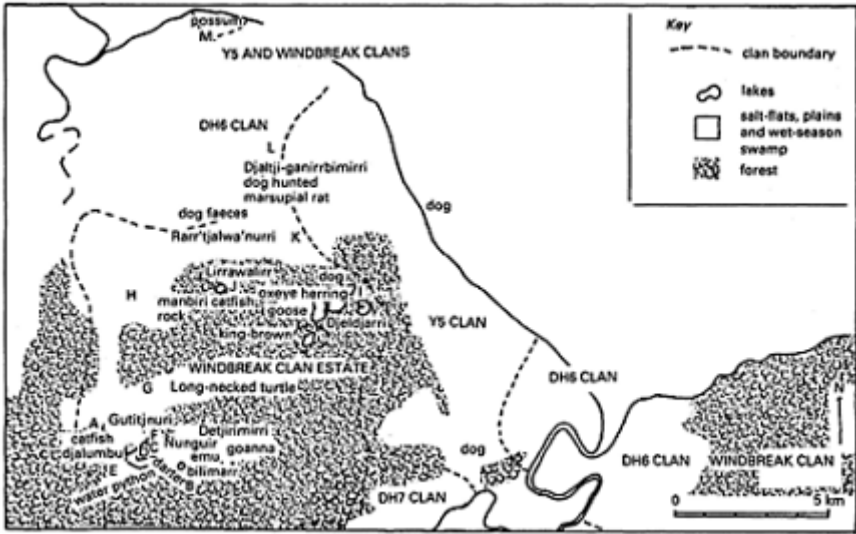 possum
M.
Y5 AND WINDBREAK CLANS
Key
clan boundary
lakes
salt-flats, plains
and wet-season
swamp
forest
DH6 CLAN
L
Djaltji-ganirrbimirri
dog hunted
marsupial rat
dog
dog faeces
Rarr'tjalwa'nurri
K
Lirrawalirr
J
dog
H
manbiri catfish
rock
oxeye herring
I
goose
Djeldjarri
king-brown
Y5 CLAN
WINDBREAK CLAN ESTATE
G
Long-necked turtle
DH6 CLAN
N
A
Gutitjnuri
catfish
djalumbu
F
C
Nunguir
Detjirimirri
emu
goanna
E
bilimarr
B
water python
dog
DH6 CLAN
WINDBREAK CLAN
DH7 CLAN
0
5 km